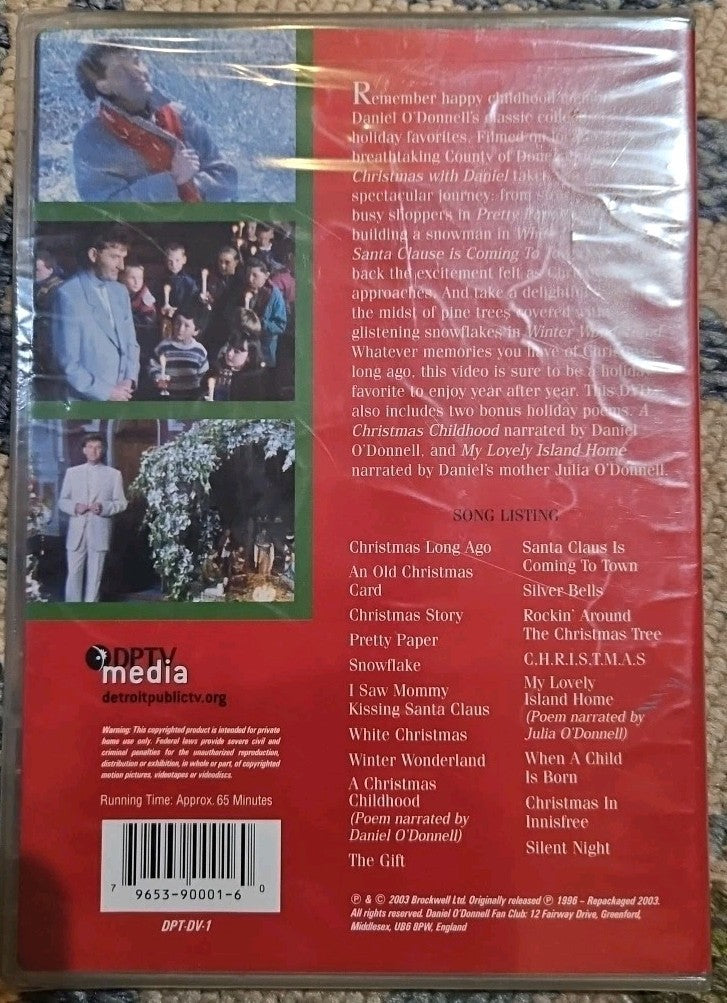 Remember happy childhood
Daniel O'Donnell's classic
holiday favorites. Filmed on
breathtaking County of
Christmas with Daniel
spectacular journey: from
busy shoppers in Pretty Paper
building a snowman in
Santa Clause is Coming To
back the excitement felt as
approaches. And take a
the midst of pine trees covered
glistening snowflakes in Winter
Whatever memories you have of
long ago, this video is sure to be a holiday
favorite to enjoy year after year. This DVD
also includes two bonus holiday poems. A
Christmas Childhood narrated by Daniel
O'Donnell, and My Lovely Island Home
narrated by Daniel's mother Julia O'Donnell.
SONG LISTING
Christmas Long Ago
An Old Christmas
Card
Christmas Story
Pretty Paper
Snowflake
I Saw Mommy
Kissing Santa Claus
White Christmas
Winter Wonderland
A Christmas
Childhood
(Poem narrated by
Daniel O'Donnell)
The Gift
Santa Claus Is
Coming To Town
Silver Bells
Rockin' Around
The Christmas Tree
C.H.R.I.S.T.M.A.S
My Lovely
Island Home
(Poem narrated by
Julia O'Donnell)
When A Child
Is Born
Christmas In
Innisfree
Silent Night
DPTV
media
detroitpublictv.org
Warning: This copyrighted product is intended for private
home use only. Federal laws provide severe civil and
criminal penalties for the unauthorized reproduction,
distribution or exhibition, in whole or part, of copyrighted
motion pictures, videotapes or videodiscs.
Running Time: Approx. 65 Minutes
7 9653-90001-6 0
DPT-DV-1
℗ & © 2003 Brockwell Ltd. Originally released ℗ 1996 – Repackaged 2003.
All rights reserved. Daniel O'Donnell Fan Club: 12 Fairway Drive, Greenford,
Middlesex, UB6 8PW, England